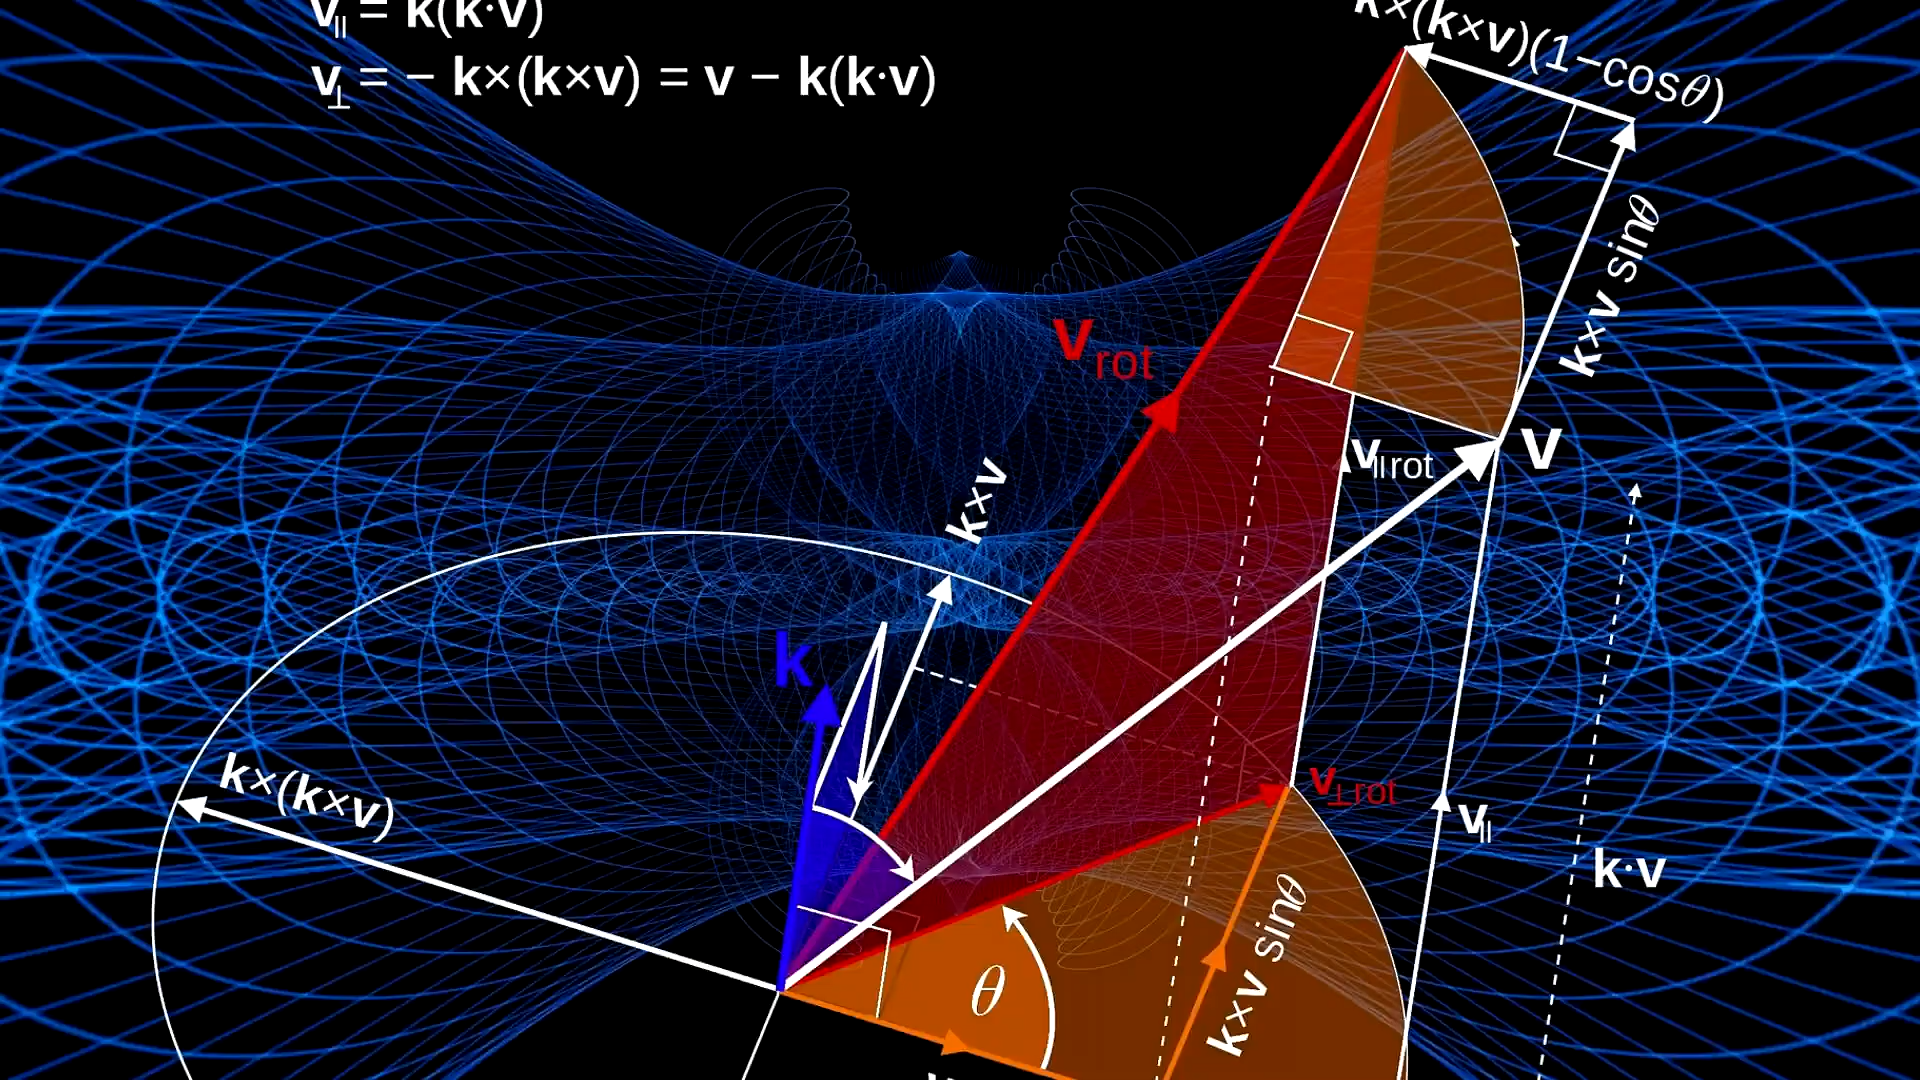 v∥ = k(k·v)
v⊥ = − k×(k×v) = v − k(k·v)
k×(k×v)(1−cosθ)
k×v sinθ
vrot
v∥rot
v
k×v
k
k×(k×v)
v⊥rot
v∥
k·v
k×v sinθ
θ